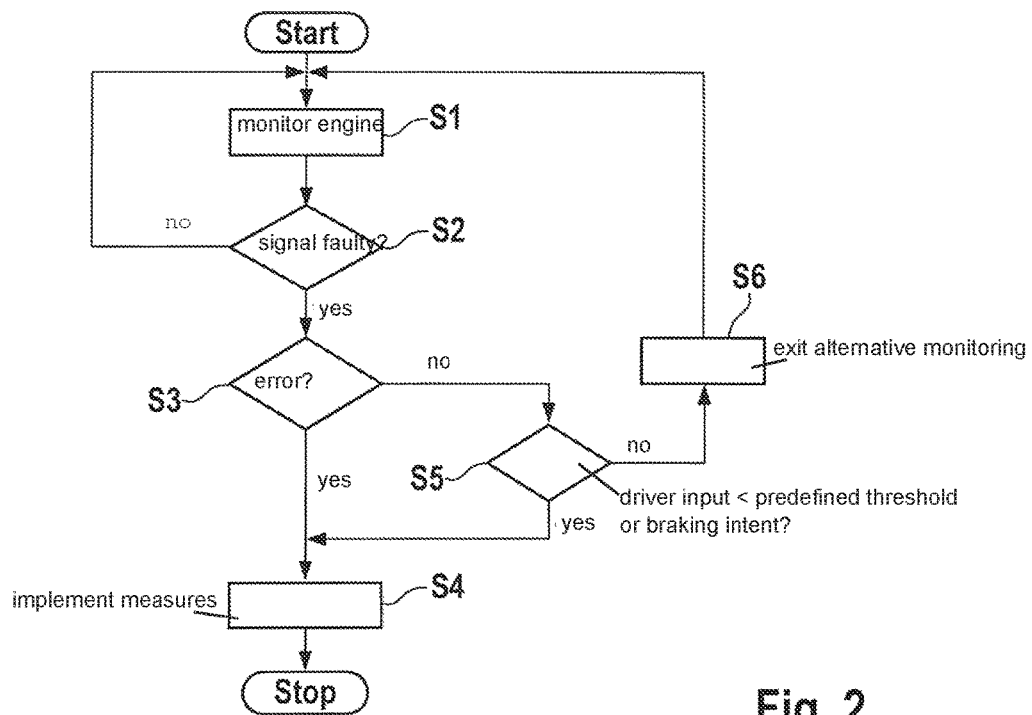 Start
monitor engine
S1
no
signal faulty?
S2
yes
S6
exit alternative monitoring
error?
S3
no
yes
S5
no
driver input < predefined threshold
or braking intent?
yes
implement measures
S4
Stop
Fig. 2